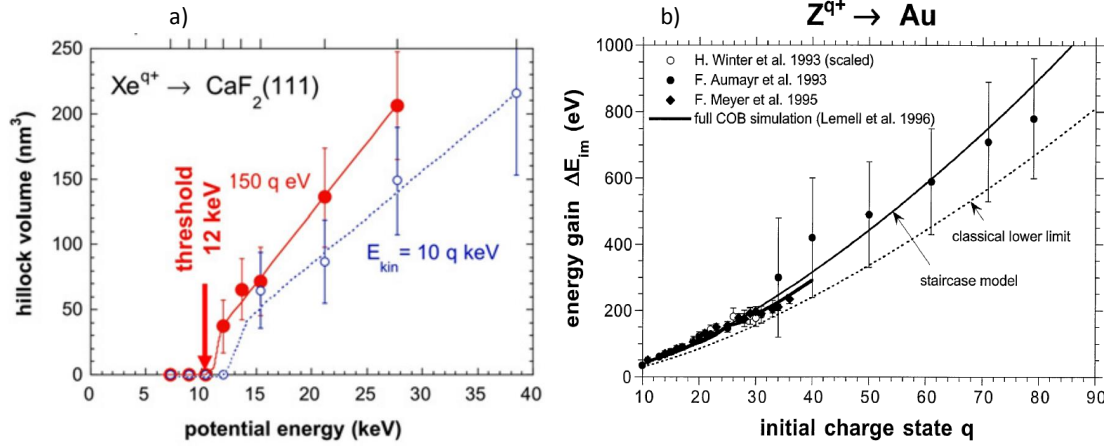 a)
250
200
150
100
50
0
hillock volume (nm³)
Xe^q+ → CaF₂(111)
150 q eV
threshold
12 keV
E_kin = 10 q keV
0 5 10 15 20 25 30 35 40
potential energy (keV)
b) Z^q+ → Au
1000
800
600
400
200
0
energy gain ΔE_im (eV)
H. Winter et al. 1993 (scaled)
F. Aumayr et al. 1993
F. Meyer et al. 1995
full COB simulation (Lemell et al. 1996)
classical lower limit
staircase model
10 20 30 40 50 60 70 80 90
initial charge state q